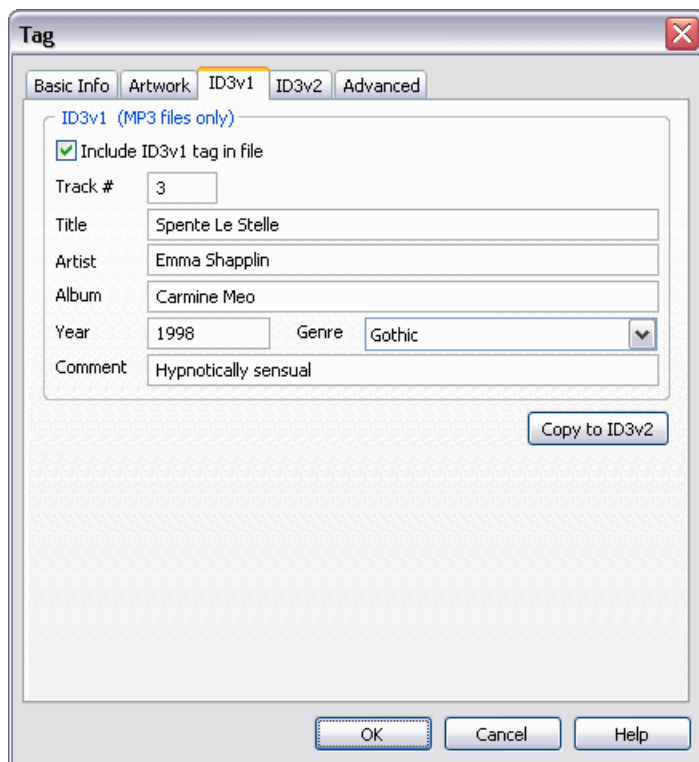 Tag
Basic Info Artwork ID3v1 ID3v2 Advanced
ID3v1 (MP3 files only)
Include ID3v1 tag in file
Track # 3
Title Spente Le Stelle
Artist Emma Shapplin
Album Carmine Meo
Year 1998 Genre Gothic
Comment Hypnotically sensual
Copy to ID3v2
OK Cancel Help